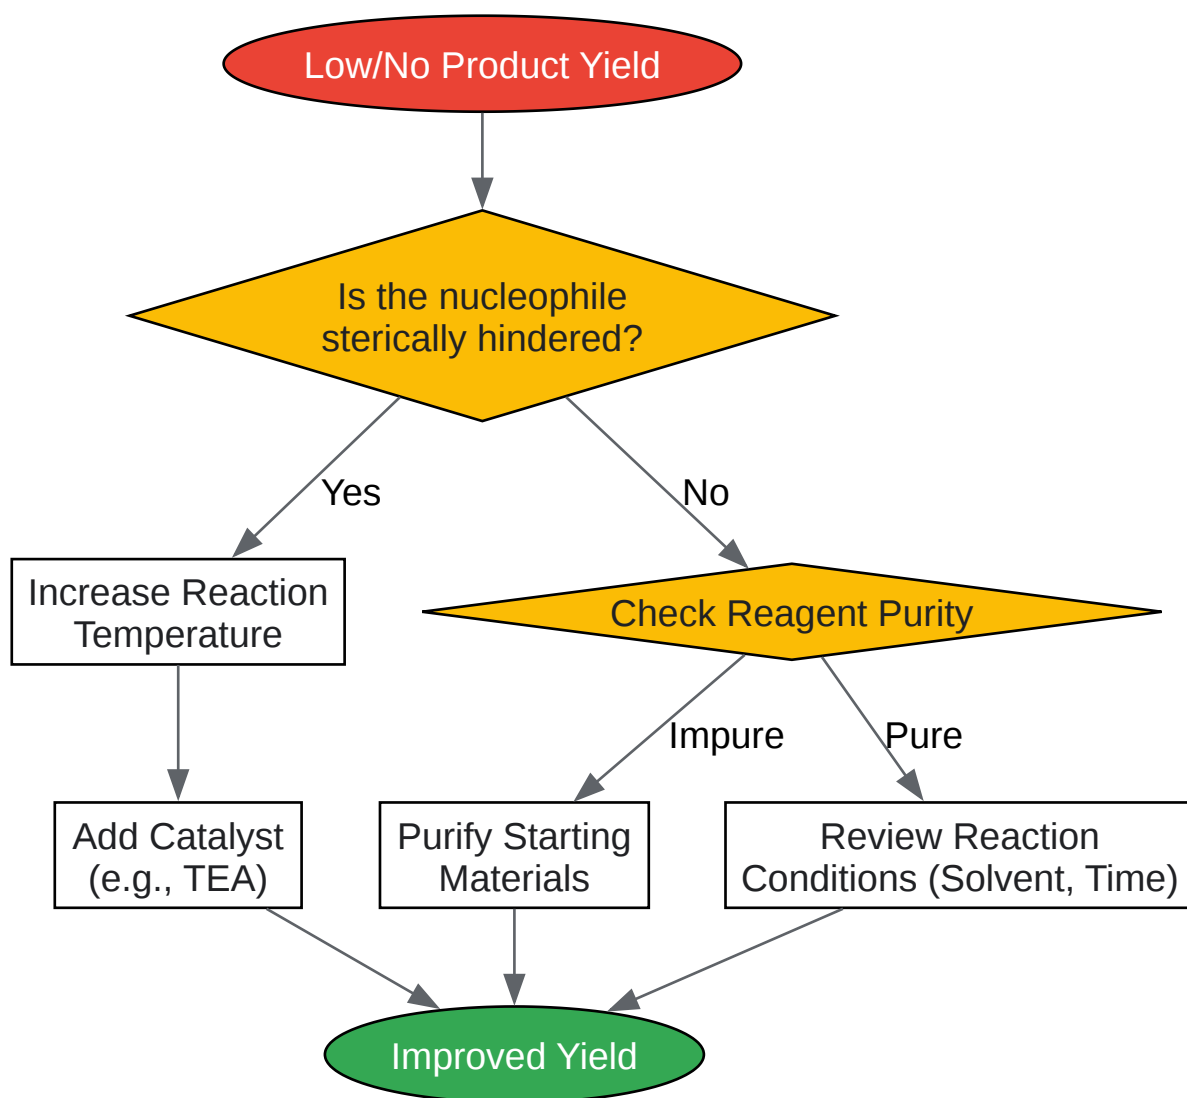 Low/No Product Yield
Is the nucleophile
sterically hindered?
Yes
No
Increase Reaction
Temperature
Check Reagent Purity
Impure
Pure
Add Catalyst
(e.g., TEA)
Purify Starting
Materials
Review Reaction
Conditions (Solvent, Time)
Improved Yield